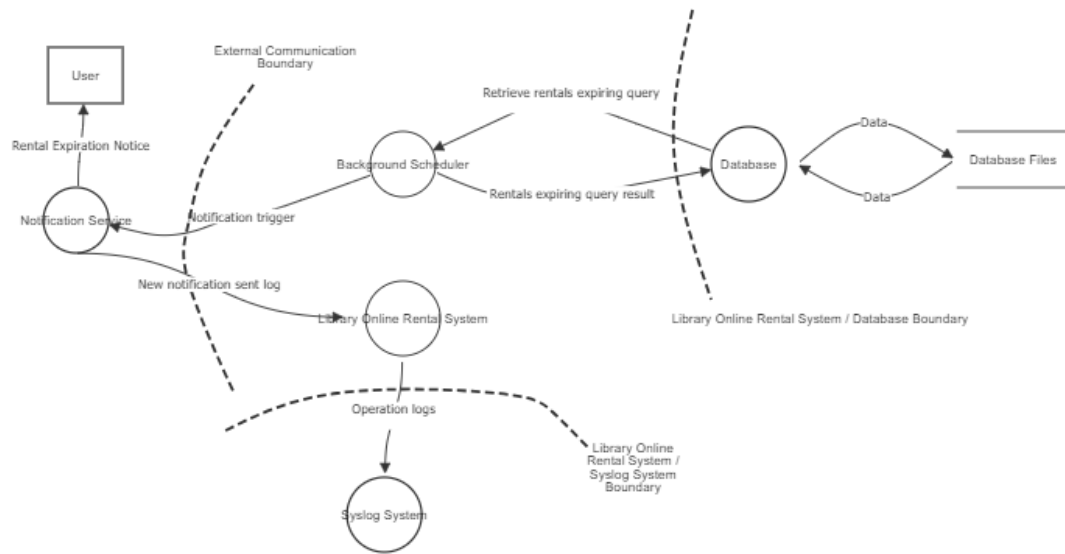 External Communication
Boundary
User
Retrieve rentals expiring query
Data
Rental Expiration Notice
Background Scheduler
Database
Database Files
Rentals expiring query result
Data
Notification Service
Notification trigger
New notification sent log
Library Online Rental System
Library Online Rental System / Database Boundary
Operation logs
Library Online
Rental System /
Syslog System
Boundary
Syslog System